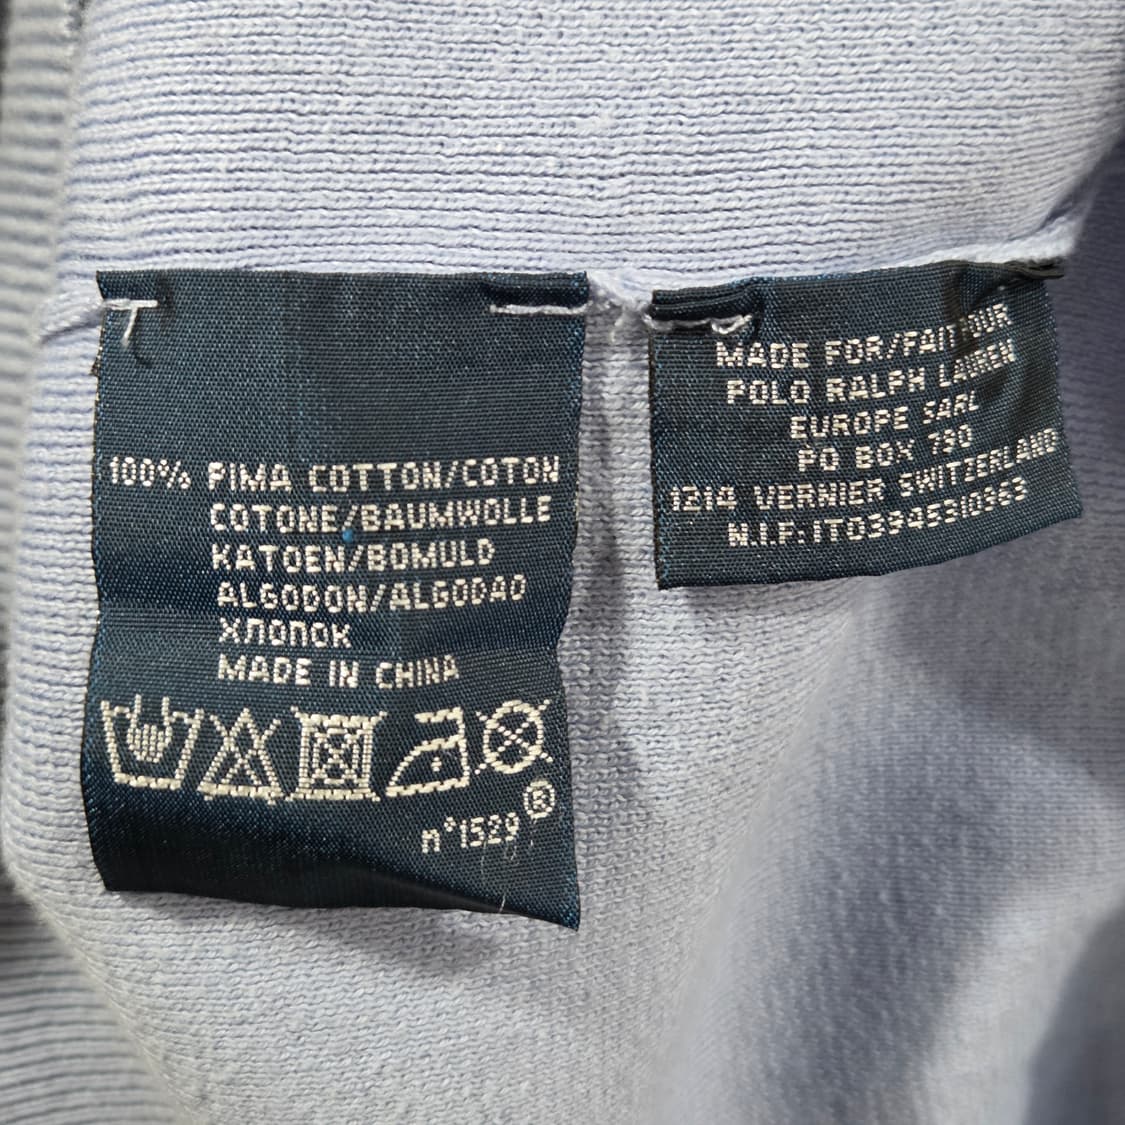 100% PIMA COTTON/COTON
COTONE/BAUMWOLLE
KATOEN/BOMULD
ALGODON/ALGODAO
ХЛОПОК
MADE IN CHINA
n°1529®
MADE FOR/FAIT POUR
POLO RALPH LAUREN
EUROPE SARL
PO BOX 790
1214 VERNIER SWITZERLAND
N.I.F:IT03945310963